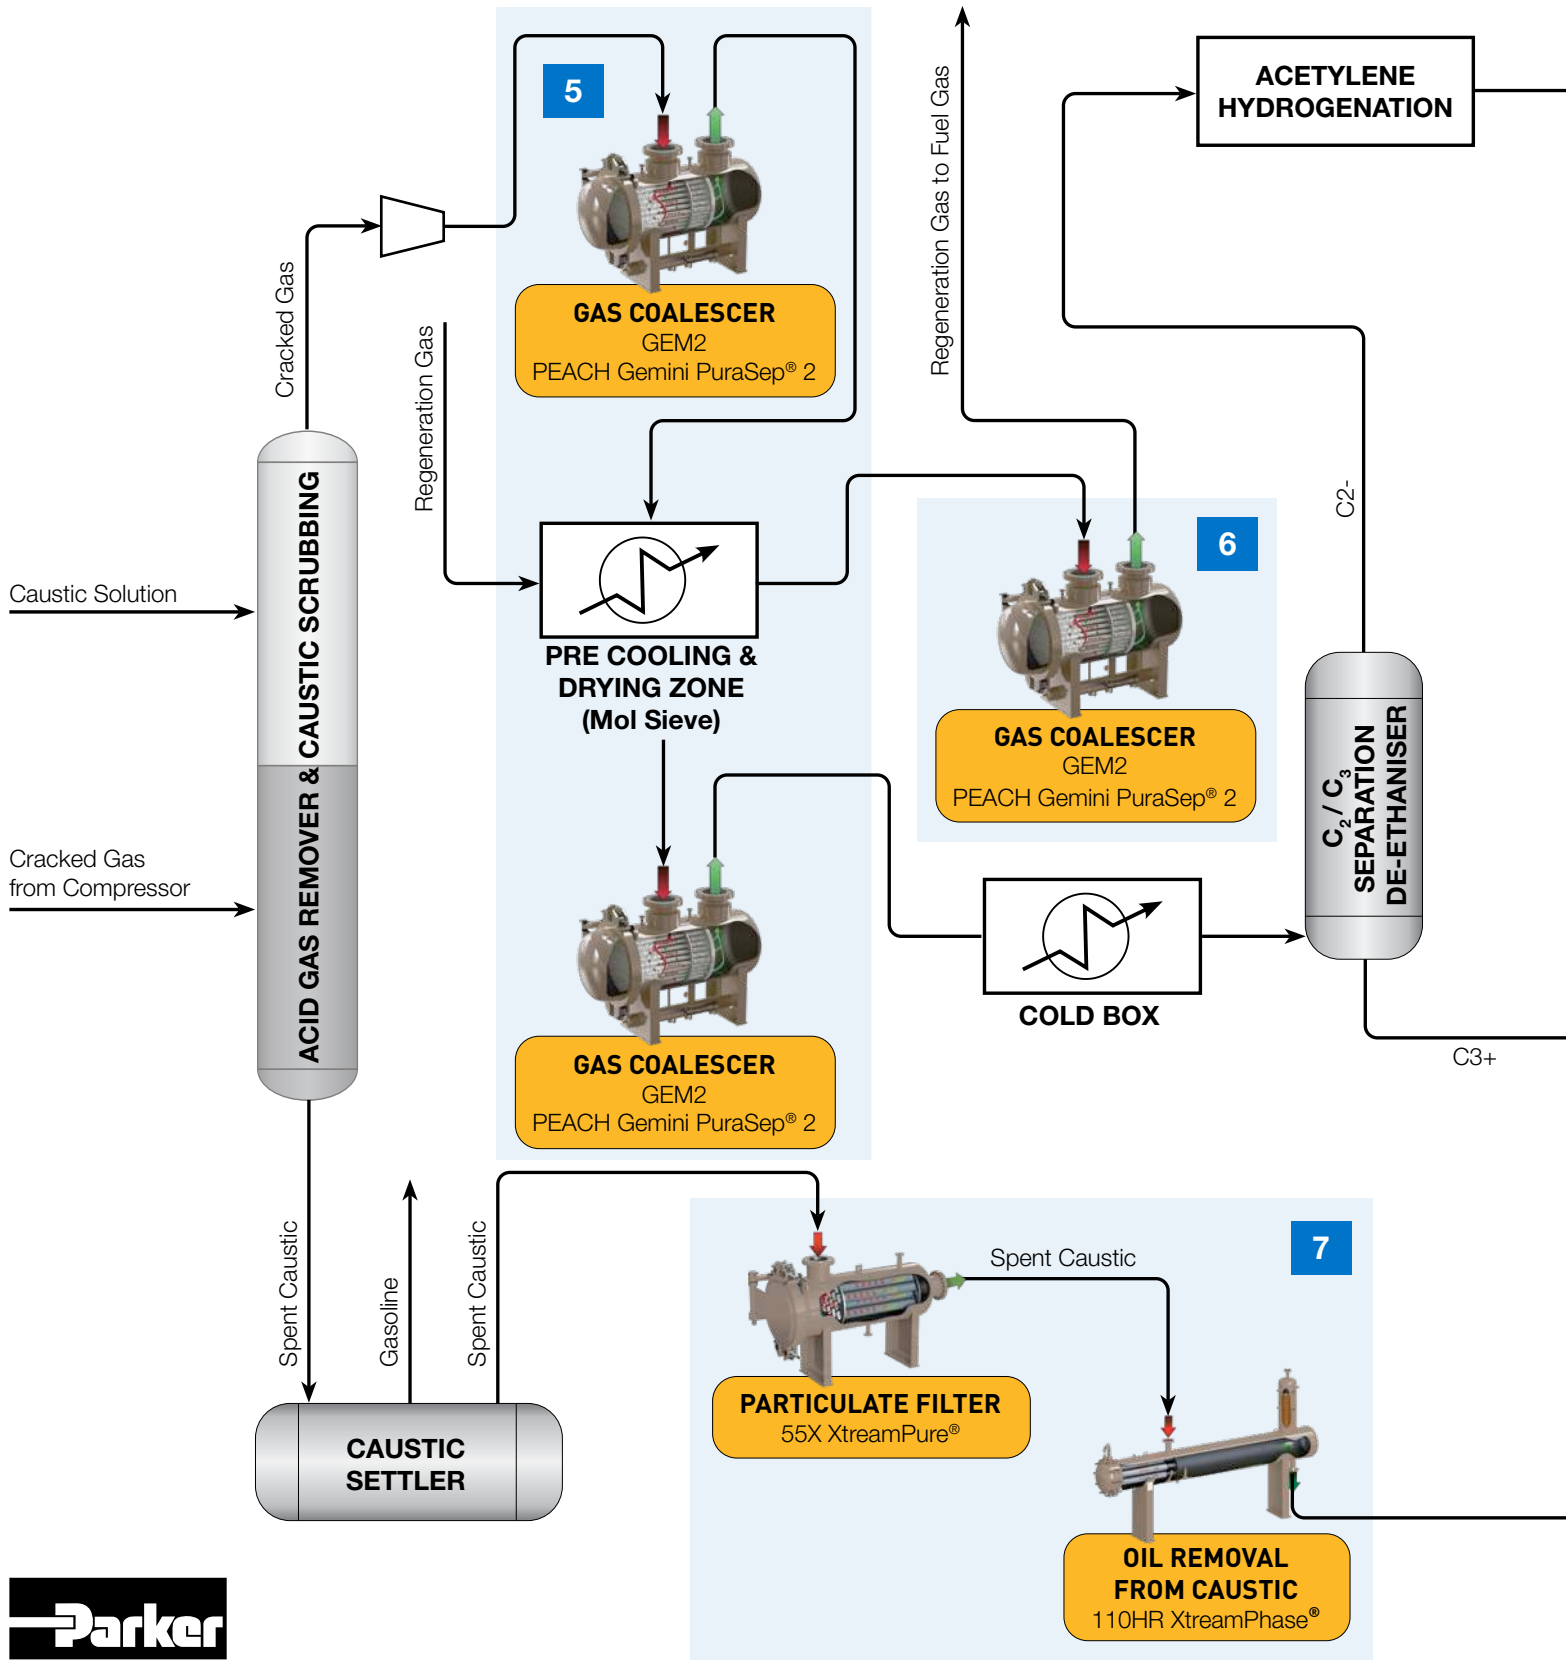 5
ACETYLENE
HYDROGENATION
Regeneration Gas to Fuel Gas
Cracked Gas
GAS COALESCER
GEM2
PEACH Gemini PuraSep® 2
Regeneration Gas
C2-
6
ACID GAS REMOVER & CAUSTIC SCRUBBING
Caustic Solution
PRE COOLING &
DRYING ZONE
(Mol Sieve)
GAS COALESCER
GEM2
PEACH Gemini PuraSep® 2
C2 / C3
SEPARATION
DE-ETHANISER
Cracked Gas
from Compressor
COLD BOX
C3+
GAS COALESCER
GEM2
PEACH Gemini PuraSep® 2
Spent Caustic
Gasoline
Spent Caustic
7
Spent Caustic
PARTICULATE FILTER
55X XtreamPure®
CAUSTIC
SETTLER
OIL REMOVAL
FROM CAUSTIC
110HR XtreamPhase®
Parker